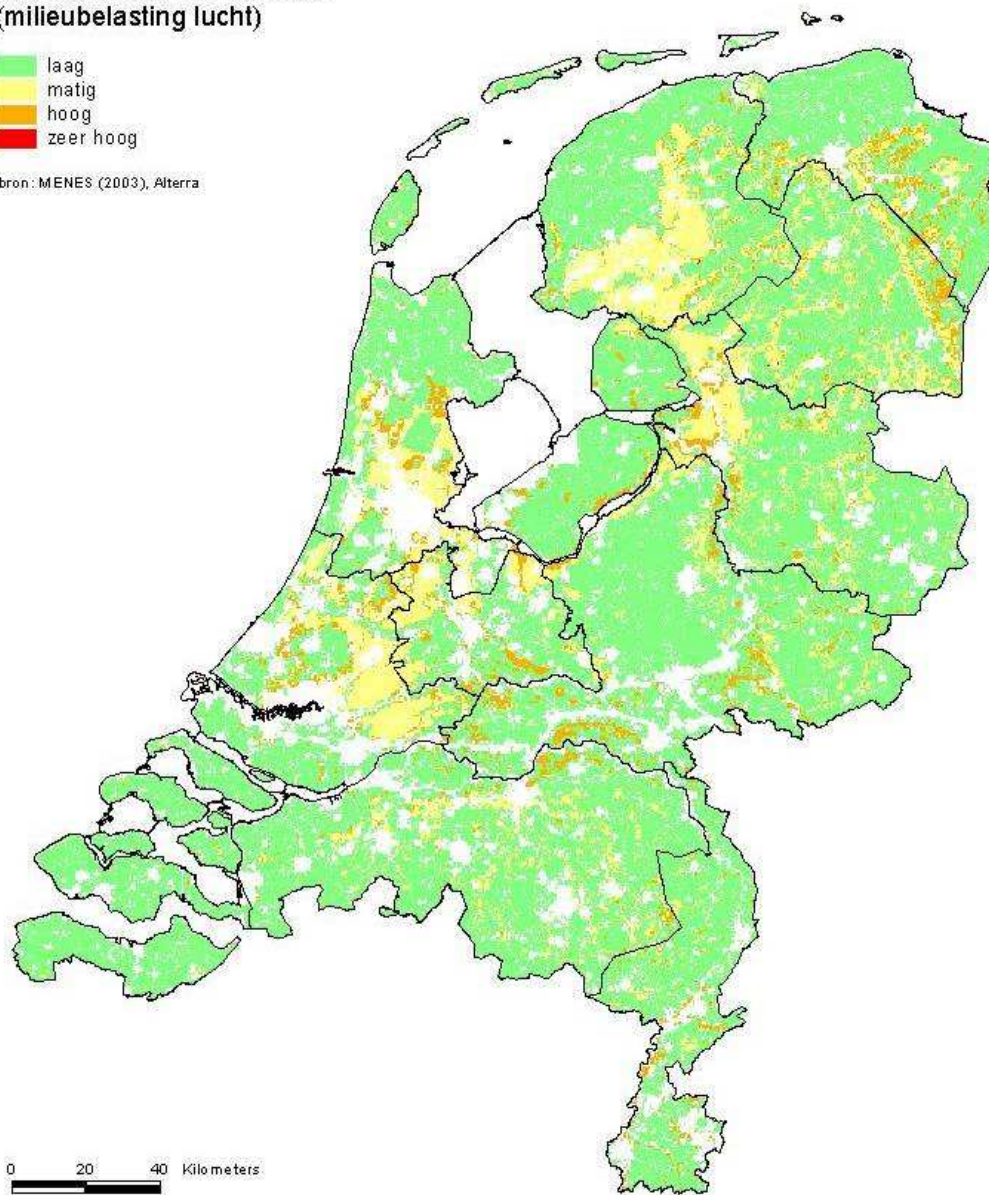 (milieubelasting lucht)
laag
matig
hoog
zeer hoog
bron: MENES (2003), Alterra
0 20 40 Kilometers